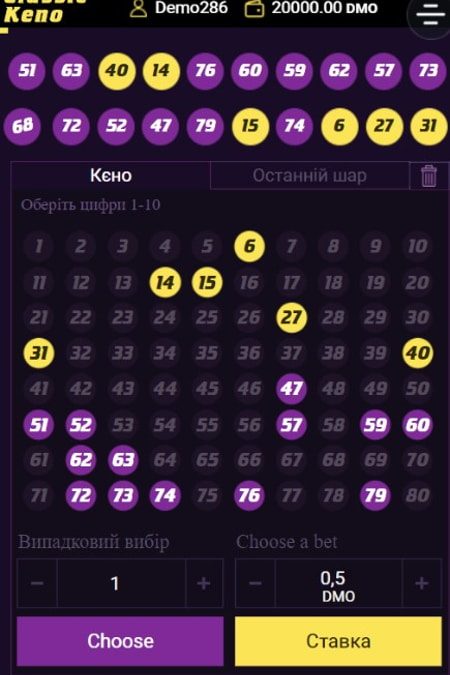 Classic
Keno
Demo286 20000.00 DMO
51 63 40 14 76 60 59 62 57 73
68 72 52 47 79 15 74 6 27 31
Кєно Останній шар
Оберіть цифри 1-10
1 2 3 4 5 6 7 8 9 10
11 12 13 14 15 16 17 18 19 20
21 22 23 24 25 26 27 28 29 30
31 32 33 34 35 36 37 38 39 40
41 42 43 44 45 46 47 48 49 50
51 52 53 54 55 56 57 58 59 60
61 62 63 64 65 66 67 68 69 70
71 72 73 74 75 76 77 78 79 80
Випадковий вибір Choose a bet
− 1 + − 0,5 +
DMO
Choose Ставка